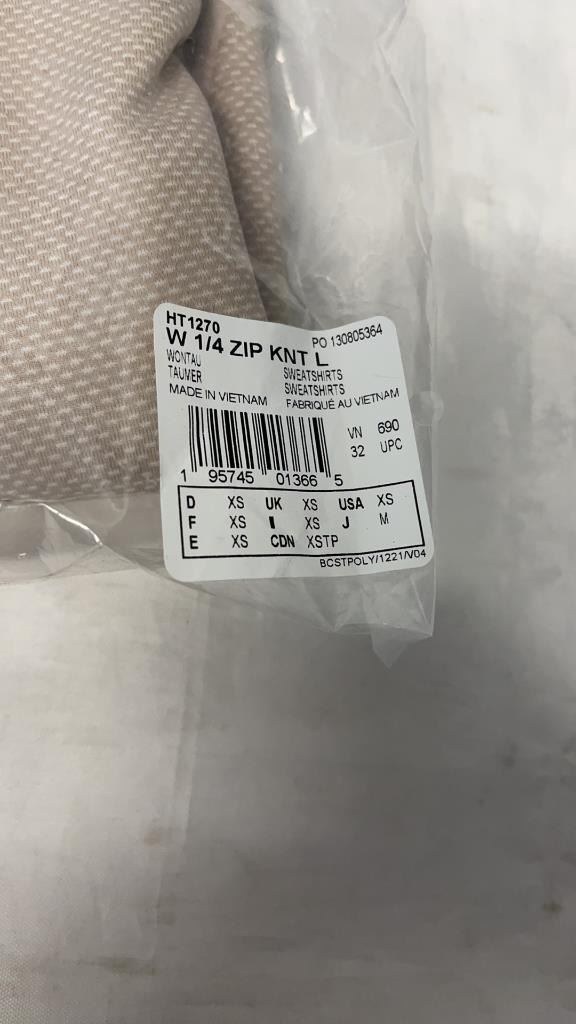 HT1270
PO 130805364
W 1/4 ZIP KNT L
WONTAU SWEATSHIRTS
TAUMER SWEATSHIRTS
MADE IN VIETNAM FABRIQUÉ AU VIETNAM
VN 690
32 UPC
1 95745 01366 5
D XS UK XS USA XS
F XS I XS J M
E XS CDN XSTP
BCSTPOLY/1221/V04